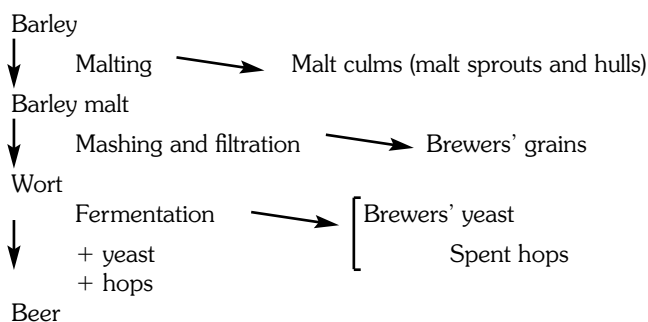 Barley
Malting Malt culms (malt sprouts and hulls)
Barley malt
Mashing and filtration Brewers’ grains
Wort
Fermentation Brewers’ yeast
+ yeast Spent hops
+ hops
Beer